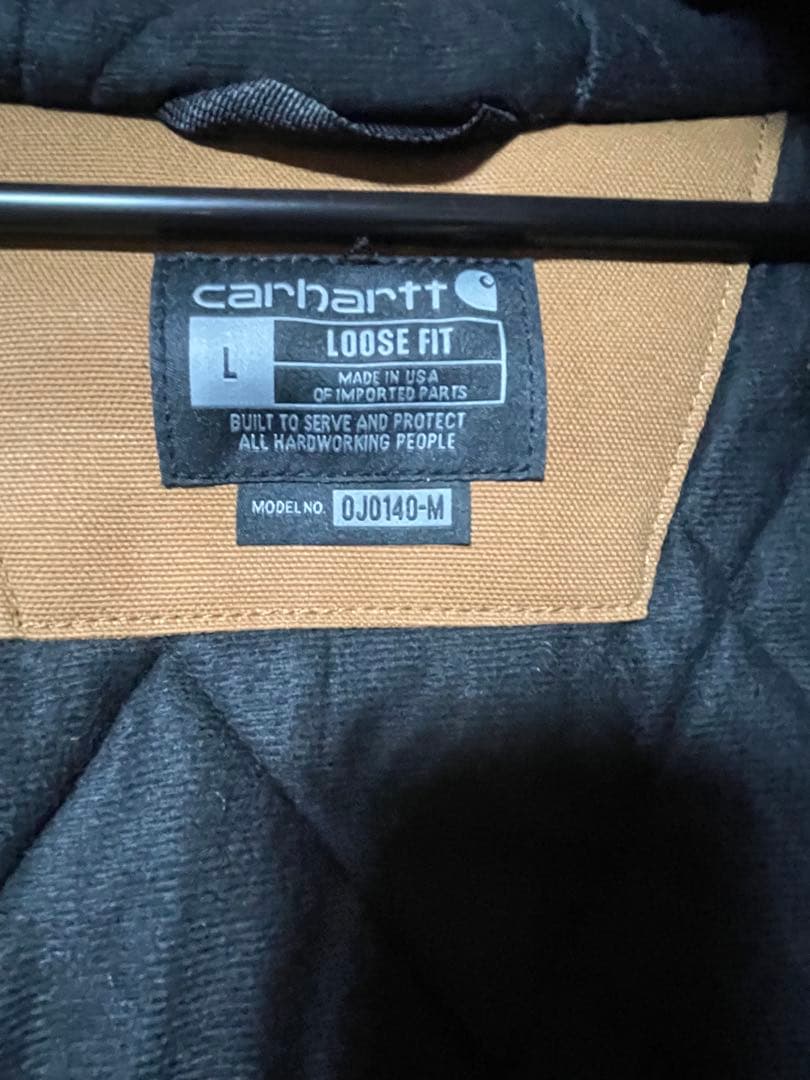 carhartt
L
LOOSE FIT
MADE IN USA
OF IMPORTED PARTS
BUILT TO SERVE AND PROTECT
ALL HARDWORKING PEOPLE
MODEL NO. 0J0140-M